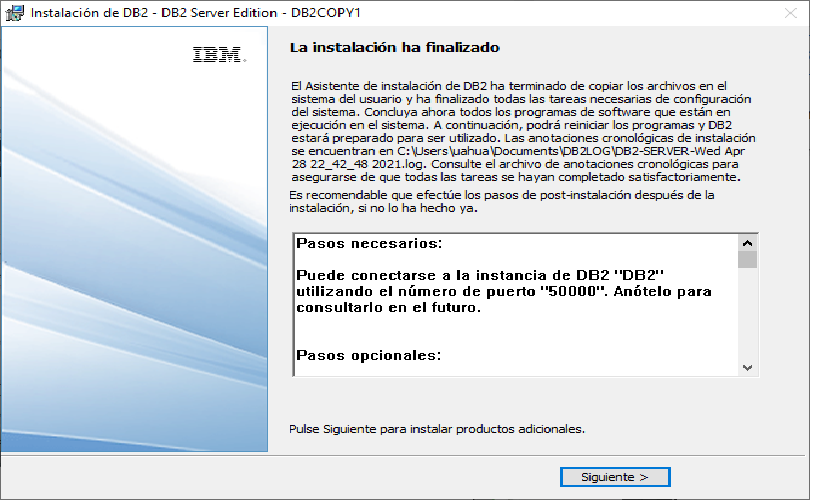 Instalación de DB2 - DB2 Server Edition - DB2COPY1
IBM.
La instalación ha finalizado
El Asistente de instalación de DB2 ha terminado de copiar los archivos en el
sistema del usuario y ha finalizado todas las tareas necesarias de configuración
del sistema. Concluya ahora todos los programas de software que están en
ejecución en el sistema. A continuación, podrá reiniciar los programas y DB2
estará preparado para ser utilizado. Las anotaciones cronológicas de instalación
se encuentran en C:\Users\uahua\Documents\DB2LOG\DB2-SERVER-Wed Apr
28 22_42_48 2021.log. Consulte el archivo de anotaciones cronológicas para
asegurarse de que todas las tareas se hayan completado satisfactoriamente.
Es recomendable que efectúe los pasos de post-instalación después de la
instalación, si no lo ha hecho ya.
Pasos necesarios:
Puede conectarse a la instancia de DB2 "DB2"
utilizando el número de puerto "50000". Anótelo para
consultarlo en el futuro.
Pasos opcionales:
Pulse Siguiente para instalar productos adicionales.
Siguiente >